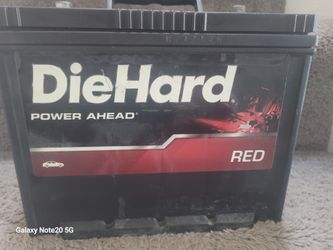 DieHard
POWER AHEAD®
RED
Galaxy Note20 5G